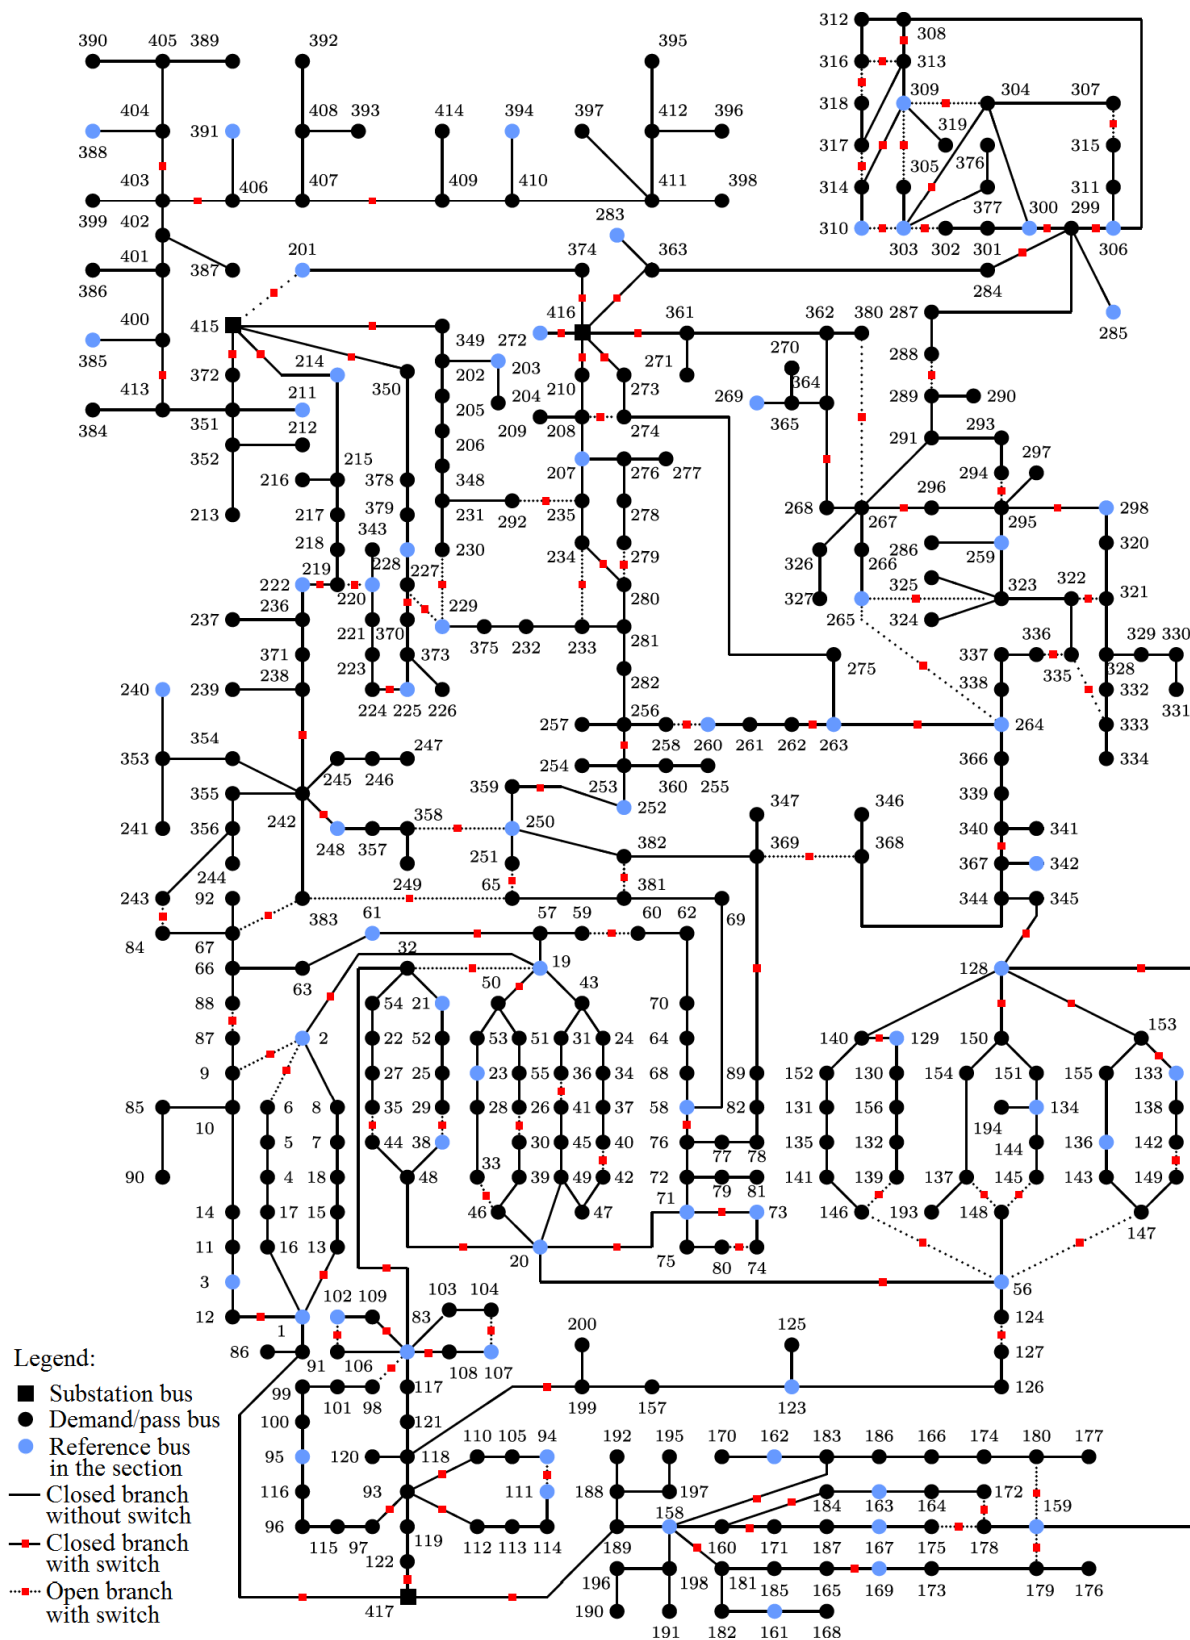 312 308
390 405 389 392 395
316 313
309 304 307
404 391 408 393 414 394 397 412 396 318 319 315
388 305 376
317
403 406 407 409 410 411 398 314 377 311
399 402 283 300 299
310 303 302 301 306
401 387 201 374 363
386 284
400 415 416 361 362 380 287 285
349 272
385 214 202 203 271 270 288
413 372 350 210 273 364
384 211 204 269 289 290
351 212 205 209 208 274 365 293
352 206 291 297
215 207 276 277 294
216 378 348 296
213 217 379 231 292 235 278 268 267 295 298
343 286 259 320
218 228 230 234 279 326 266
219 227 325 323 322
222 220 229 280 327 265 321
236 324
237 221 370 336 329 330
371 375 232 233 281 337
223 373 275 335 328
240 239 238 282 338 332 331
224 225 226
257 256 264 333
354 247 258 260 261 262 263
353 366 334
245 246 254
355 359 253 360 255 339
242 358 347 346
241 356 250 252 340 341
248 357 382 369 368
244 251 367 342
243 92 249 65 381
383 61 57 59 60 62 69 344 345
84 67 32
66 19 128
63 50 43
88 54 21 70 153
87 2 22 52 53 51 31 24 64 140 129 150
9 27 25 23 55 36 34 68 89 152 130 154 151 155 133
85 6 8 35 29 28 26 41 37 58 82 131 156 134 138
10 194
5 7 44 38 30 45 40 76 135 132 144 136 142
77 78
90 4 18 48 33 39 49 42 72 141 139 137 145 143 149
79 81
14 17 15 46 47 71 73 146 193 148 147
11 16 13 20 75 80 74
3 102 109 103 104 56
12 83 124
1 200 125
86 91 106 108 107 127
Legend:
99 117
Substation bus
101 98 199 157 123 126
Demand/pass bus
100 121
Reference bus
in the section
95 120 118 110 105 94 192 195 170 162 183 186 166 174 180 177
Closed branch
without switch
116 93 111 188 197 184 163 164 172
158 159
96 115 97 119 112 113 114 189 160 171 187 167 175 178
Closed branch
with switch
122 196 198 181 185 165 169 173 179 176
Open branch
with switch
417 190 191 182 161 168